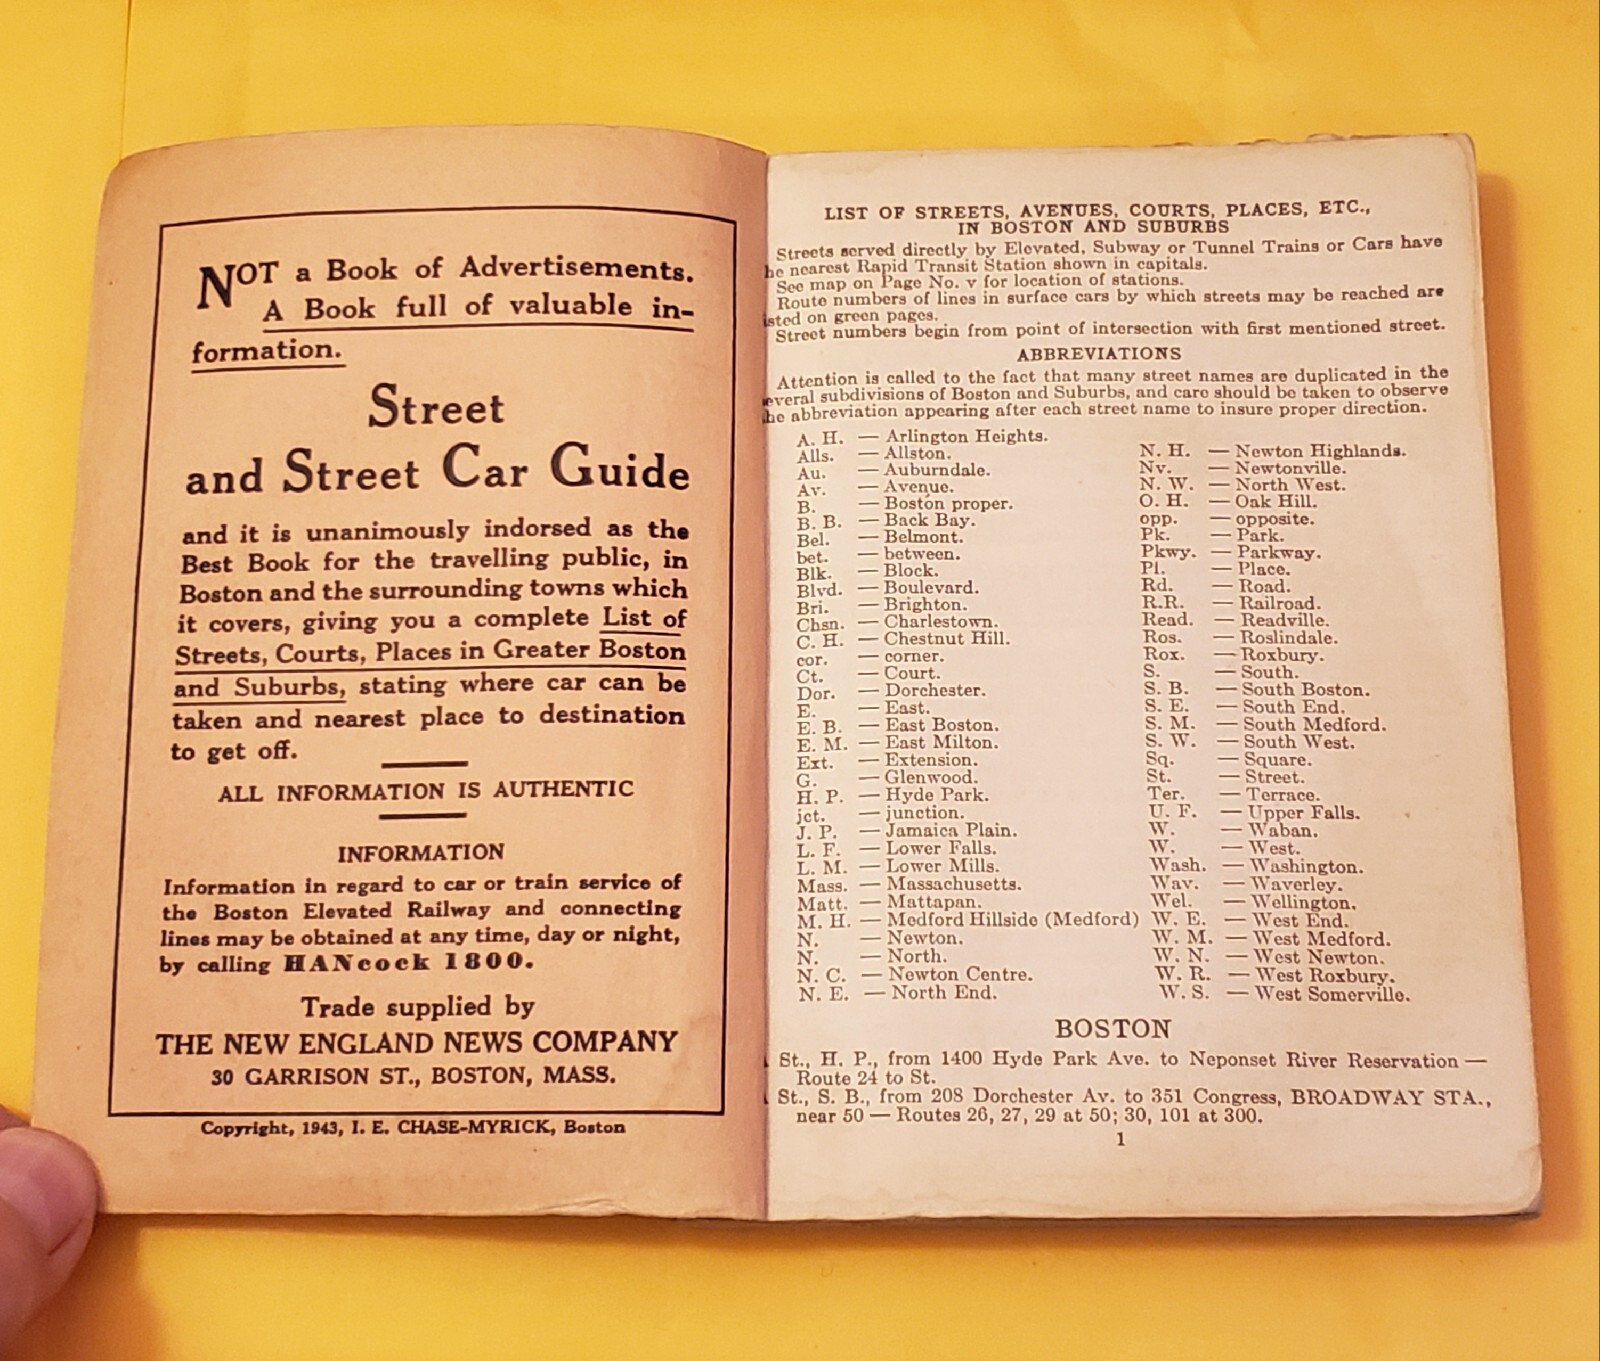 NOT a Book of Advertisements.
A Book full of valuable in-
formation.
Street
and Street Car Guide
and it is unanimously indorsed as the
Best Book for the travelling public, in
Boston and the surrounding towns which
it covers, giving you a complete List of
Streets, Courts, Places in Greater Boston
and Suburbs, stating where car can be
taken and nearest place to destination
to get off.
ALL INFORMATION IS AUTHENTIC
INFORMATION
Information in regard to car or train service of
the Boston Elevated Railway and connecting
lines may be obtained at any time, day or night,
by calling HANcock 1800.
Trade supplied by
THE NEW ENGLAND NEWS COMPANY
30 GARRISON ST., BOSTON, MASS.
Copyright, 1943, I. E. CHASE-MYRICK, Boston
LIST OF STREETS, AVENUES, COURTS, PLACES, ETC.,
IN BOSTON AND SUBURBS
Streets served directly by Elevated, Subway or Tunnel Trains or Cars have
he nearest Rapid Transit Station shown in capitals.
See map on Page No. v for location of stations.
Route numbers of lines in surface cars by which streets may be reached are
isted on green pages.
Street numbers begin from point of intersection with first mentioned street.
ABBREVIATIONS
Attention is called to the fact that many street names are duplicated in the
everal subdivisions of Boston and Suburbs, and care should be taken to observe
he abbreviation appearing after each street name to insure proper direction.
A. H. — Arlington Heights.
Alls. — Allston.
Au. — Auburndale.
Av. — Avenue.
B. — Boston proper.
B. B. — Back Bay.
Bel. — Belmont.
bet. — between.
Blk. — Block.
Blvd. — Boulevard.
Bri. — Brighton.
Chsn. — Charlestown.
C. H. — Chestnut Hill.
cor. — corner.
Ct. — Court.
Dor. — Dorchester.
E. — East.
E. B. — East Boston.
E. M. — East Milton.
Ext. — Extension.
G. — Glenwood.
H. P. — Hyde Park.
jct. — junction.
J. P. — Jamaica Plain.
L. F. — Lower Falls.
L. M. — Lower Mills.
Mass. — Massachusetts.
Matt. — Mattapan.
M. H. — Medford Hillside (Medford)
N. — Newton.
N. — North.
N. C. — Newton Centre.
N. E. — North End.
N. H. — Newton Highlands.
Nv. — Newtonville.
N. W. — North West.
O. H. — Oak Hill.
opp. — opposite.
Pk. — Park.
Pkwy. — Parkway.
Pl. — Place.
Rd. — Road.
R.R. — Railroad.
Read. — Readville.
Ros. — Roslindale.
Rox. — Roxbury.
S. — South.
S. B. — South Boston.
S. E. — South End.
S. M. — South Medford.
S. W. — South West.
Sq. — Square.
St. — Street.
Ter. — Terrace.
U. F. — Upper Falls.
W. — Waban.
W. — West.
Wash. — Washington.
Wav. — Waverley.
Wel. — Wellington.
W. E. — West End.
W. M. — West Medford.
W. N. — West Newton.
W. R. — West Roxbury.
W. S. — West Somerville.
BOSTON
St., H. P., from 1400 Hyde Park Ave. to Neponset River Reservation —
Route 24 to St.
St., S. B., from 208 Dorchester Av. to 351 Congress, BROADWAY STA.,
near 50 — Routes 26, 27, 29 at 50; 30, 101 at 300.
1